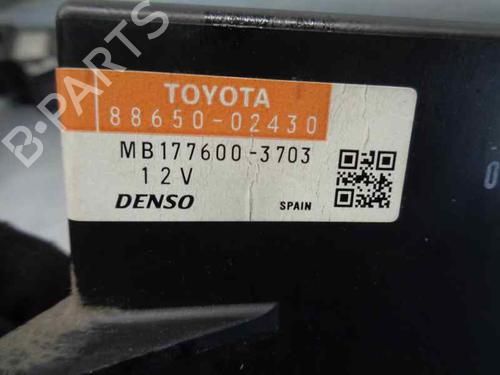 TOYOTA
88650-02430
MB177600-3703
12V
DENSO SPAIN
B-PARTS